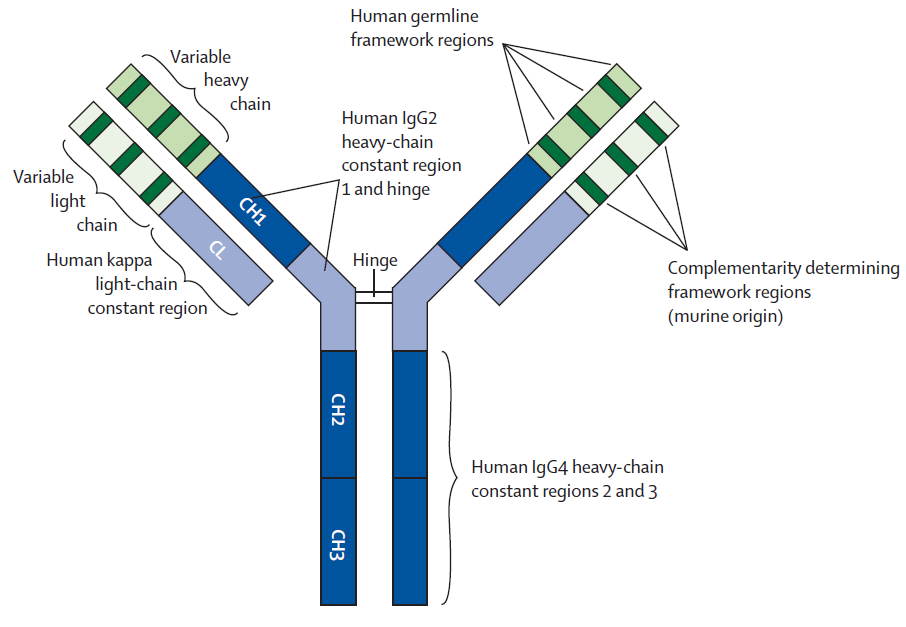 Human germline
framework regions
Variable
heavy
chain
Human IgG2
heavy-chain
constant region
1 and hinge
Variable
light
chain
CH1
CL
Human kappa
light-chain
constant region
Hinge
Complementarity determining
framework regions
(murine origin)
CH2
Human IgG4 heavy-chain
constant regions 2 and 3
CH3